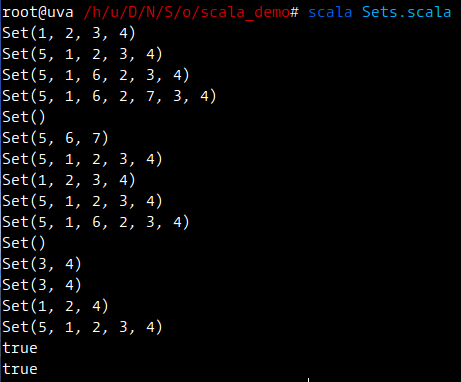 root@uva /h/u/D/N/S/o/scala_demo# scala Sets.scala
Set(1, 2, 3, 4)
Set(5, 1, 2, 3, 4)
Set(5, 1, 6, 2, 3, 4)
Set(5, 1, 6, 2, 7, 3, 4)
Set()
Set(5, 6, 7)
Set(5, 1, 2, 3, 4)
Set(1, 2, 3, 4)
Set(5, 1, 2, 3, 4)
Set(5, 1, 6, 2, 3, 4)
Set()
Set(3, 4)
Set(3, 4)
Set(1, 2, 4)
Set(5, 1, 2, 3, 4)
true
true